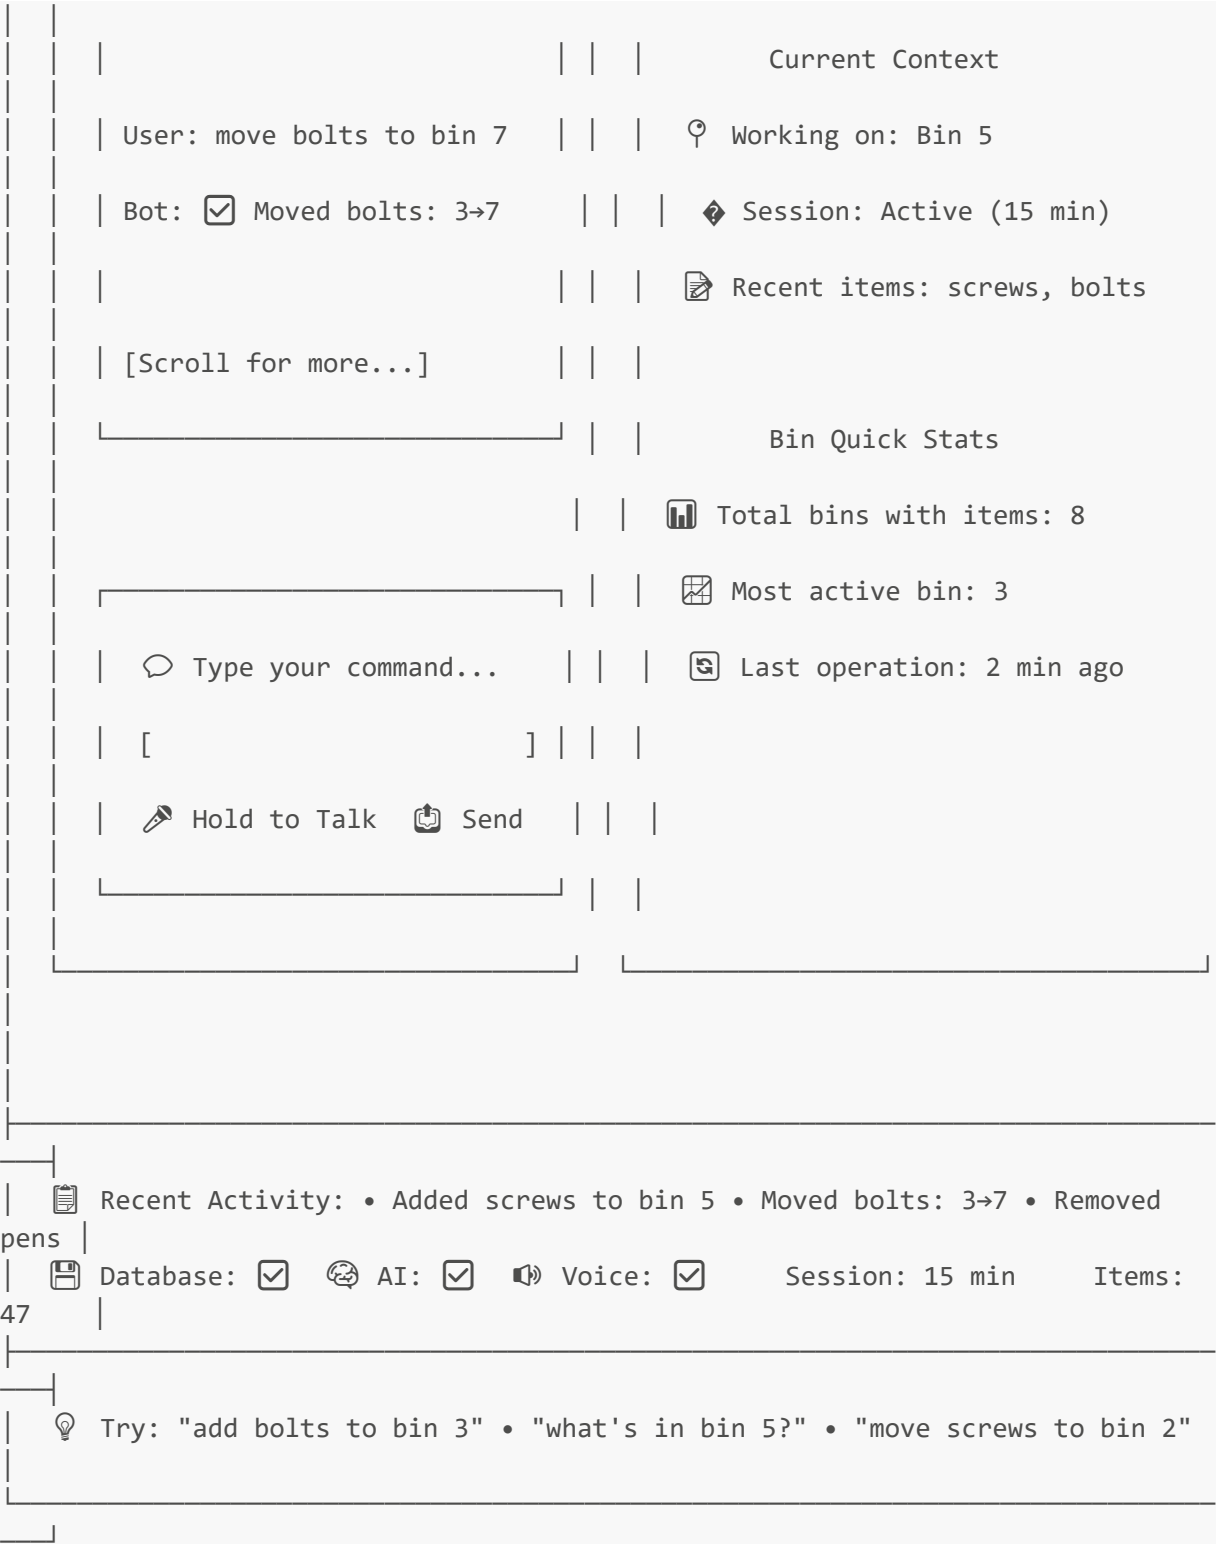 Current Context
User: move bolts to bin 7 Working on: Bin 5
Bot: ☑ Moved bolts: 3→7 � Session: Active (15 min)
Recent items: screws, bolts
[Scroll for more...]
Bin Quick Stats
Total bins with items: 8
Most active bin: 3
Type your command... Last operation: 2 min ago
[ ]
Hold to Talk Send
Recent Activity: • Added screws to bin 5 • Moved bolts: 3→7 • Removed
pens
Database: ☑ AI: ☑ Voice: ☑ Session: 15 min Items:
47
Try: "add bolts to bin 3" • "what's in bin 5?" • "move screws to bin 2"